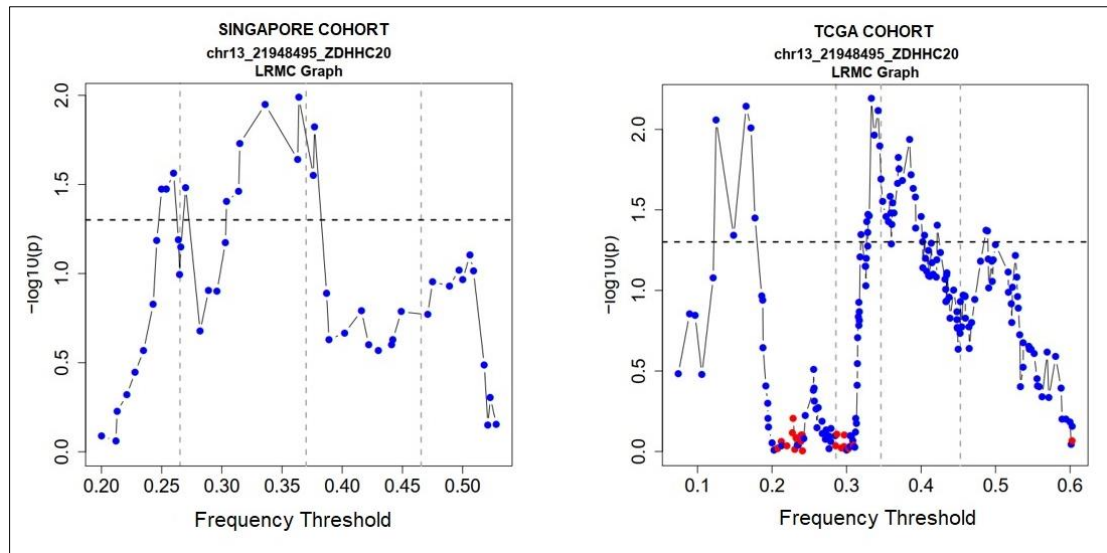 SINGAPORE COHORT
chr13_21948495_ZDHHC20
LRMC Graph
-log10(p)
2.0
1.5
1.0
0.5
0.0
0.20 0.25 0.30 0.35 0.40 0.45 0.50
Frequency Threshold
TCGA COHORT
chr13_21948495_ZDHHC20
LRMC Graph
-log10(p)
2.0
1.5
1.0
0.5
0.0
0.1 0.2 0.3 0.4 0.5 0.6
Frequency Threshold